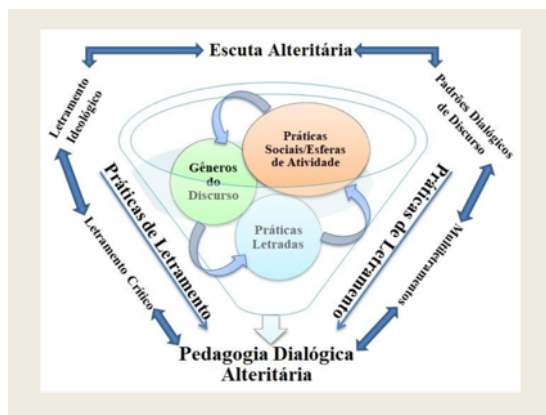 Escuta Alteritária
Letramento
Ideológico
Padrões Dialógicos
de Discurso
Práticas
Sociais/Esferas
de Atividade
Gêneros
do
Discurso
Práticas
Letradas
Práticas de Letramento
Práticas de Letramento
Letramento Crítico
Multiletramentos
Pedagogia Dialógica
Alteritária